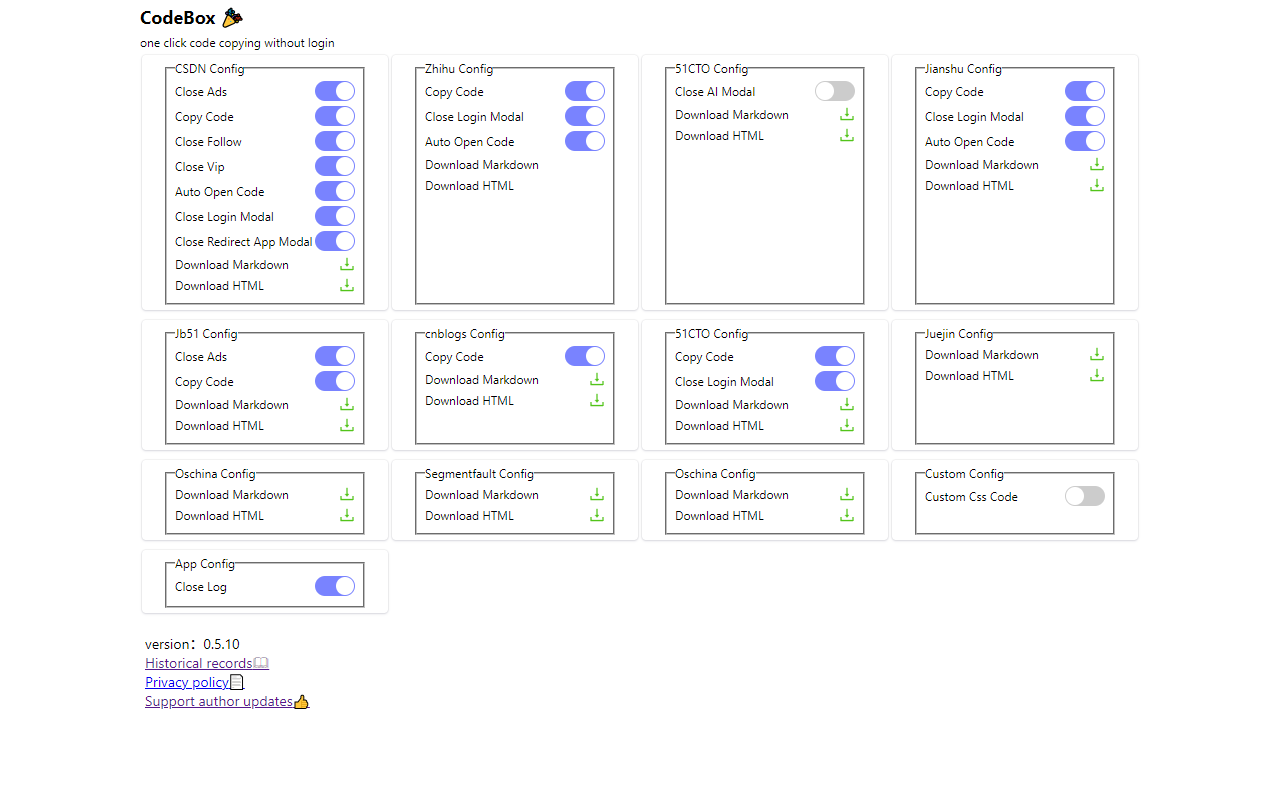 CodeBox 🎉
one click code copying without login
CSDN Config
Close Ads
Copy Code
Close Follow
Close Vip
Auto Open Code
Close Login Modal
Close Redirect App Modal
Download Markdown
Download HTML
Zhihu Config
Copy Code
Close Login Modal
Auto Open Code
Download Markdown
Download HTML
51CTO Config
Close AI Modal
Download Markdown
Download HTML
Jianshu Config
Copy Code
Close Login Modal
Auto Open Code
Download Markdown
Download HTML
Jb51 Config
Close Ads
Copy Code
Download Markdown
Download HTML
cnblogs Config
Copy Code
Download Markdown
Download HTML
51CTO Config
Copy Code
Close Login Modal
Download Markdown
Download HTML
Juejin Config
Download Markdown
Download HTML
Oschina Config
Download Markdown
Download HTML
Segmentfault Config
Download Markdown
Download HTML
Oschina Config
Download Markdown
Download HTML
Custom Config
Custom Css Code
App Config
Close Log
version：0.5.10
Historical records📖
Privacy policy📄
Support author updates👍